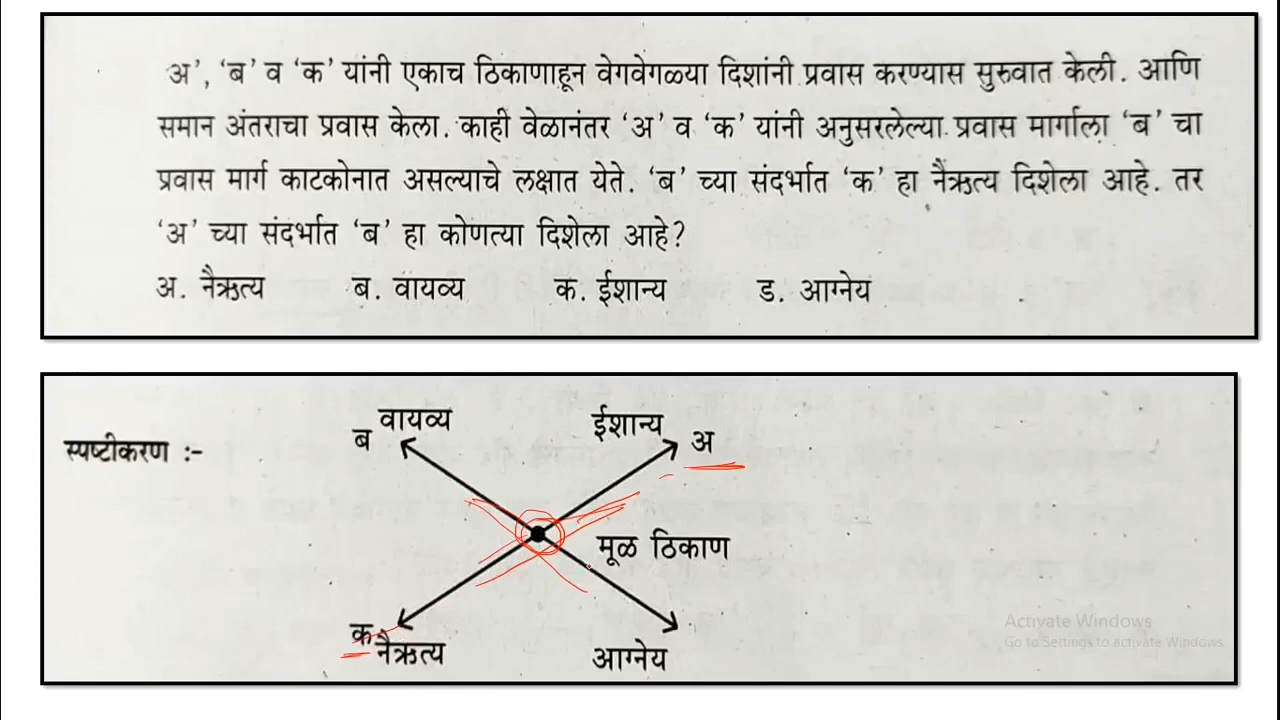 अ', 'ब' व 'क' यांनी एकाच ठिकाणाहून वेगवेगळ्या दिशांनी प्रवास करण्यास सुरुवात केली. आणि
समान अंतराचा प्रवास केला. काही वेळानंतर 'अ' व 'क' यांनी अनुसरलेल्या प्रवास मार्गाला 'ब' चा
प्रवास मार्ग काटकोनात असल्याचे लक्षात येते. 'ब' च्या संदर्भात 'क' हा नैऋत्य दिशेला आहे. तर
'अ' च्या संदर्भात 'ब' हा कोणत्या दिशेला आहे?
अ. नैऋत्य ब. वायव्य क. ईशान्य ड. आग्नेय
स्पष्टीकरण :-
ब वायव्य ईशान्य अ
मूळ ठिकाण
क नैऋत्य आग्नेय
Activate Windows
Go to Settings to activate Windows.